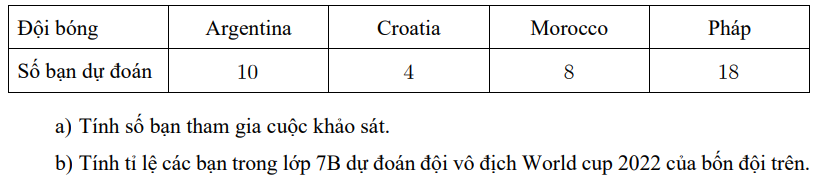 Đội bóng Argentina Croatia Morocco Pháp
Số bạn dự đoán 10 4 8 18
a) Tính số bạn tham gia cuộc khảo sát.
b) Tính tỉ lệ các bạn trong lớp 7B dự đoán đội vô địch World cup 2022 của bốn đội trên.